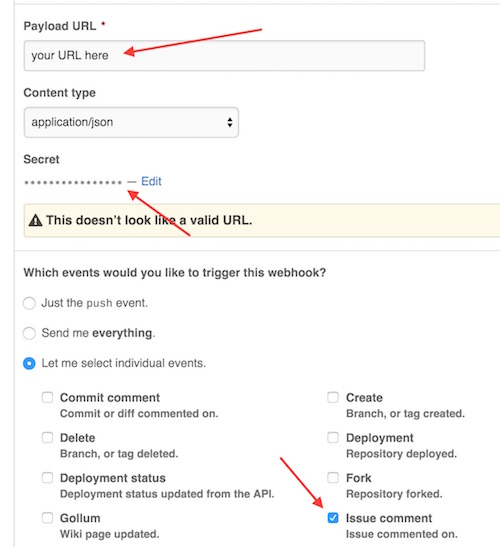 Payload URL *
your URL here
Content type
application/json
Secret
**************** — Edit
This doesn't look like a valid URL.
Which events would you like to trigger this webhook?
Just the push event.
Send me everything.
Let me select individual events.
Commit comment
Commit or diff commented on.
Create
Branch, or tag created.
Delete
Branch, or tag deleted.
Deployment
Repository deployed.
Deployment status
Deployment status updated from the API.
Fork
Repository forked.
Gollum
Wiki page updated.
Issue comment
Issue commented on.